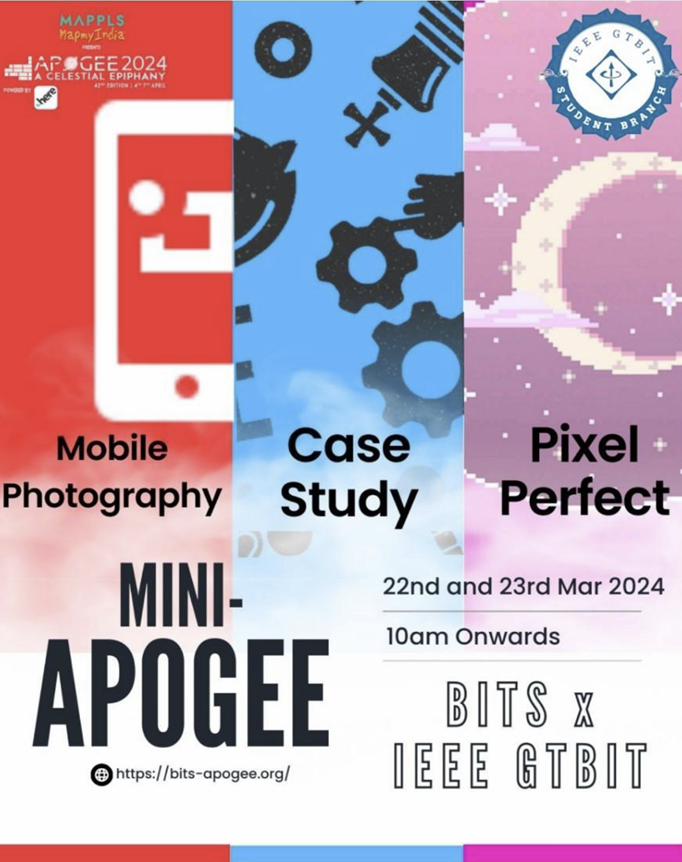 MAPPLS
MapmyIndia
PRESENTS
APOGEE 2024
A CELESTIAL EPIPHANY
42ND EDITION | 4TH 7TH APRIL
POWERED BY
here
IEEE GTBIT
STUDENT BRANCH
Mobile
Photography
Case
Study
Pixel
Perfect
MINI-
APOGEE
https://bits-apogee.org/
22nd and 23rd Mar 2024
10am Onwards
BITS x
IEEE GTBIT